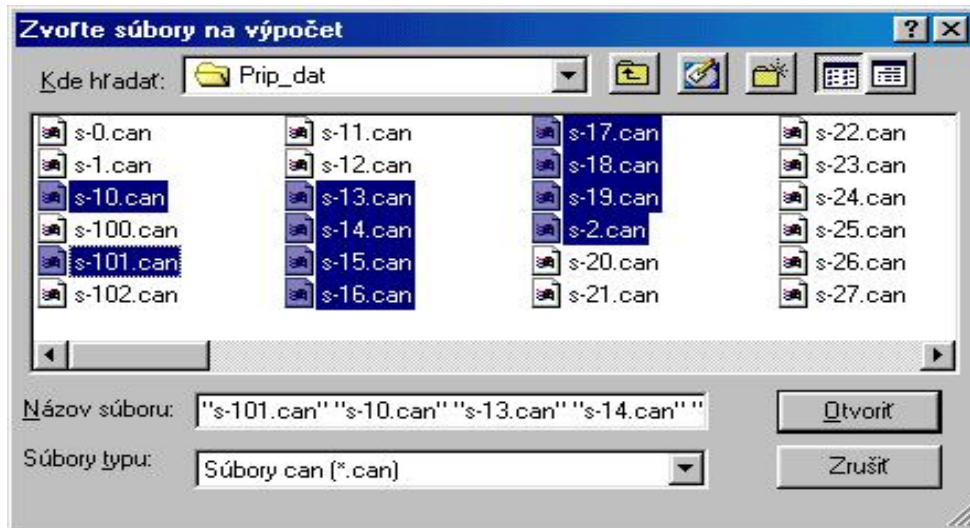 Zvoľte súbory na výpočet
Kde hľadať: Prip_dat
s-0.can s-11.can s-17.can s-22.can
s-1.can s-12.can s-18.can s-23.can
s-10.can s-13.can s-19.can s-24.can
s-100.can s-14.can s-2.can s-25.can
s-101.can s-15.can s-20.can s-26.can
s-102.can s-16.can s-21.can s-27.can
Názov súboru: "s-101.can" "s-10.can" "s-13.can" "s-14.can" " Otvoriť
Súbory typu: Súbory can (*.can) Zrušiť